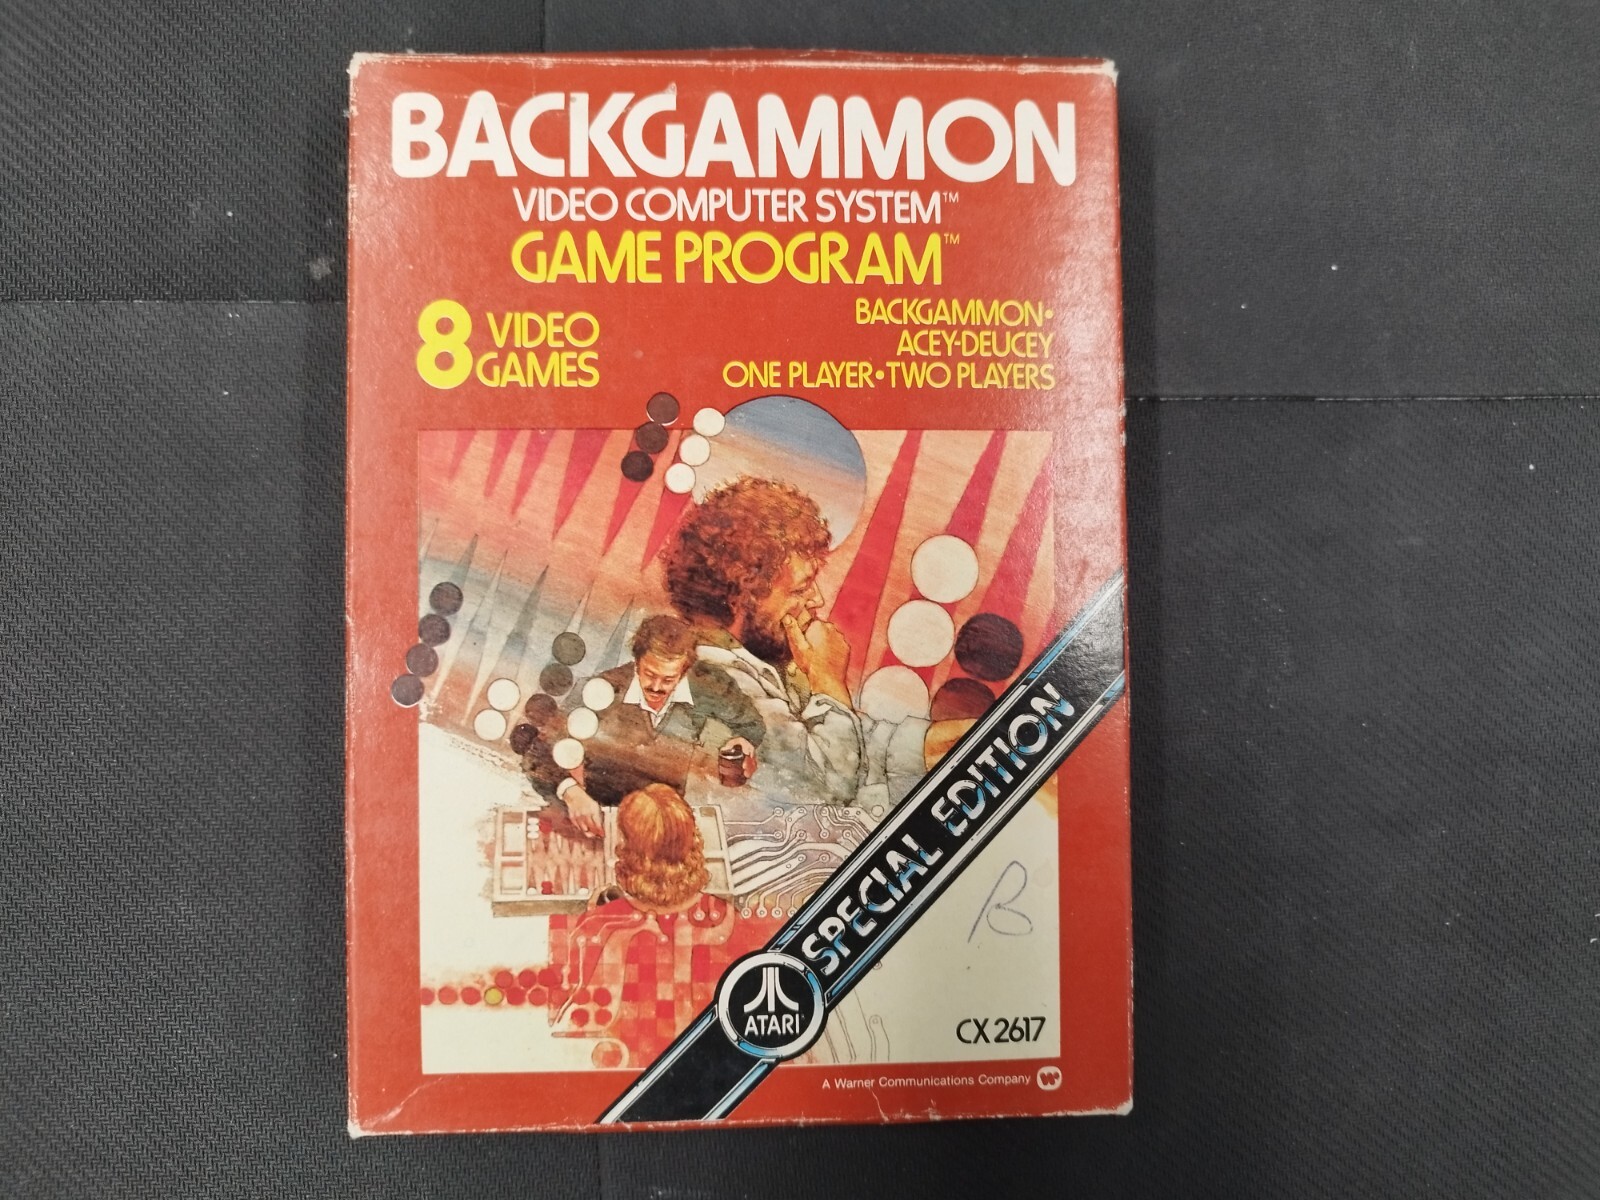 BACKGAMMON
VIDEO COMPUTER SYSTEM™
GAME PROGRAM™
8 VIDEO
GAMES
BACKGAMMON•
ACEY-DEUCEY
ONE PLAYER•TWO PLAYERS
SPECIAL EDITION
B
ATARI
CX 2617
A Warner Communications Company